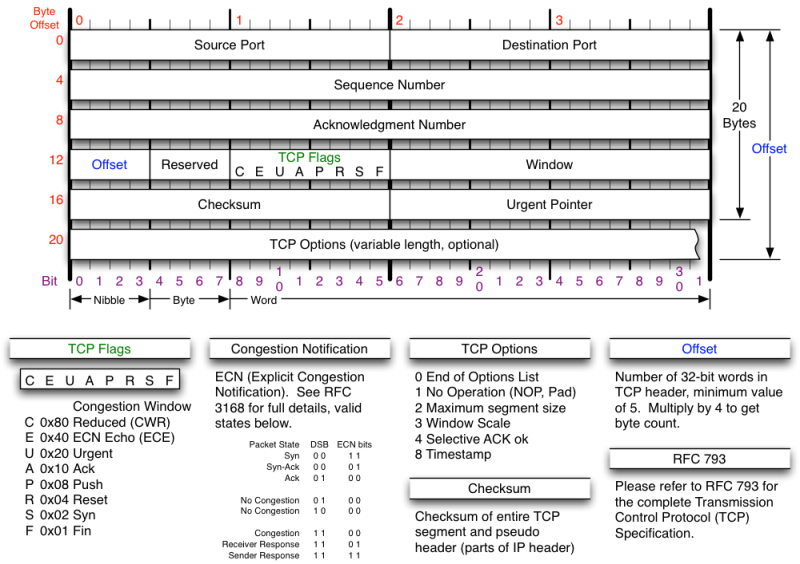 Byte
Offset
0 1 2 3
0 Source Port Destination Port
4 Sequence Number
8 Acknowledgment Number
20
Bytes
Offset
12 Offset Reserved TCP Flags Window
C E U A P R S F
16 Checksum Urgent Pointer
20 TCP Options (variable length, optional)
Bit 0 1 2 3 4 5 6 7 8 9 10 1 2 3 4 5 6 7 8 9 20 1 2 3 4 5 6 7 8 9 30 1
Nibble Byte Word
TCP Flags
C E U A P R S F
Congestion Window
C 0x80 Reduced (CWR)
E 0x40 ECN Echo (ECE)
U 0x20 Urgent
A 0x10 Ack
P 0x08 Push
R 0x04 Reset
S 0x02 Syn
F 0x01 Fin
Congestion Notification
ECN (Explicit Congestion
Notification). See RFC
3168 for full details, valid
states below.
Packet State DSB ECN bits
Syn 0 0 1 1
Syn-Ack 0 0 0 1
Ack 0 1 0 0
No Congestion 0 1 0 0
No Congestion 1 0 0 0
Congestion 1 1 0 0
Receiver Response 1 1 0 1
Sender Response 1 1 1 1
TCP Options
0 End of Options List
1 No Operation (NOP, Pad)
2 Maximum segment size
3 Window Scale
4 Selective ACK ok
8 Timestamp
Checksum
Checksum of entire TCP
segment and pseudo
header (parts of IP header)
Offset
Number of 32-bit words in
TCP header, minimum value
of 5. Multiply by 4 to get
byte count.
RFC 793
Please refer to RFC 793 for
the complete Transmission
Control Protocol (TCP)
Specification.